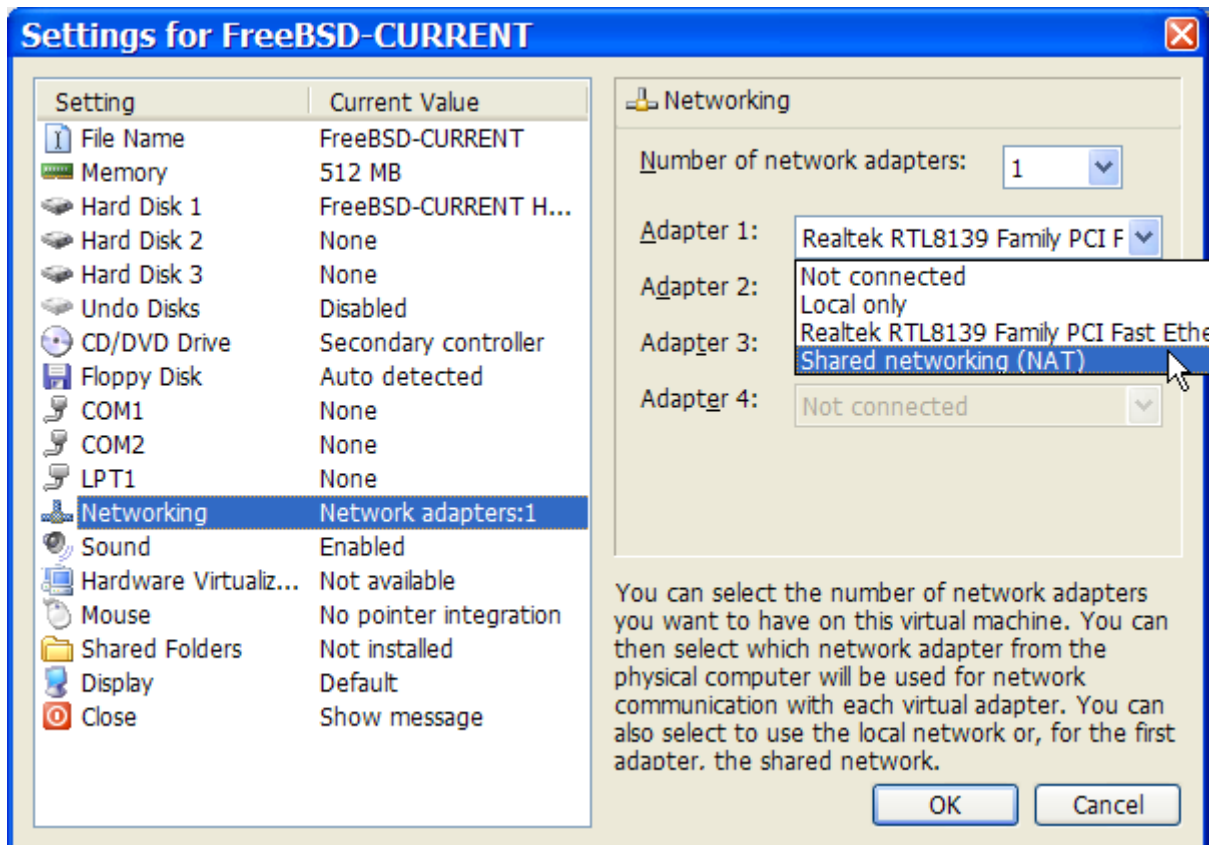 Settings for FreeBSD-CURRENT
Setting Current Value
File Name FreeBSD-CURRENT
Memory 512 MB
Hard Disk 1 FreeBSD-CURRENT H...
Hard Disk 2 None
Hard Disk 3 None
Undo Disks Disabled
CD/DVD Drive Secondary controller
Floppy Disk Auto detected
COM1 None
COM2 None
LPT1 None
Networking Network adapters:1
Sound Enabled
Hardware Virtualiz... Not available
Mouse No pointer integration
Shared Folders Not installed
Display Default
Close Show message
Networking
Number of network adapters: 1
Adapter 1: Realtek RTL8139 Family PCI F
Not connected
Adapter 2: Local only
Realtek RTL8139 Family PCI Fast Ethe
Adapter 3: Shared networking (NAT)
Adapter 4: Not connected
You can select the number of network adapters
you want to have on this virtual machine. You can
then select which network adapter from the
physical computer will be used for network
communication with each virtual adapter. You can
also select to use the local network or, for the first
adapter, the shared network.
OK Cancel